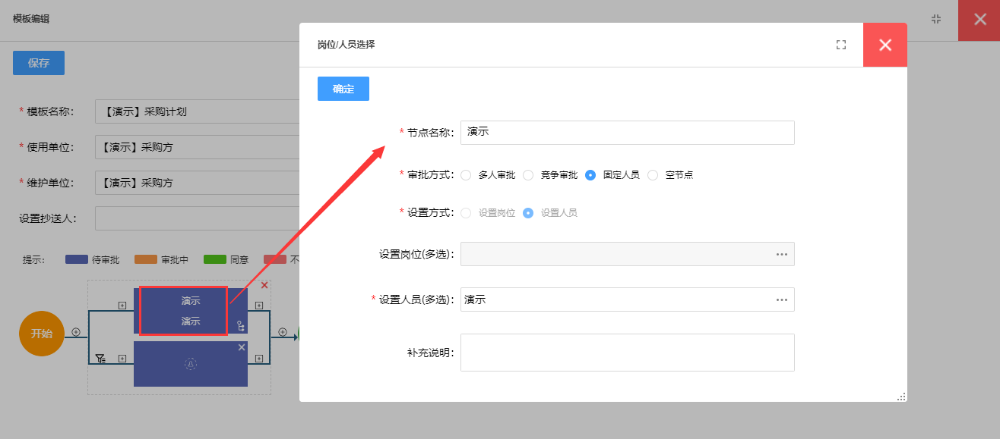 模板编辑
保存
* 模板名称： 【演示】采购计划
* 使用单位： 【演示】采购方
* 维护单位： 【演示】采购方
设置抄送人：
提示: 待审批 审批中 同意 不
开始
演示
演示
岗位/人员选择
确定
* 节点名称： 演示
* 审批方式： 多人审批 竞争审批 固定人员 空节点
* 设置方式： 设置岗位 设置人员
设置岗位(多选)：
* 设置人员(多选)： 演示
补充说明：